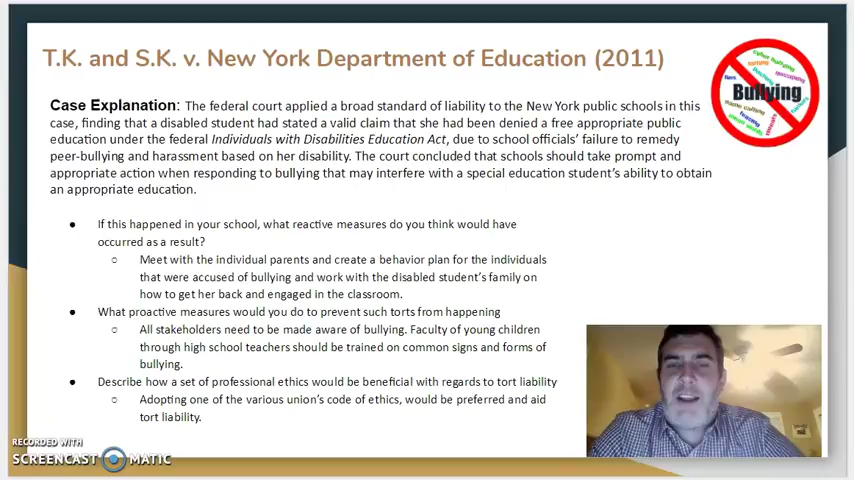 T.K. and S.K. v. New York Department of Education (2011)
Case Explanation: The federal court applied a broad standard of liability to the New York public schools in this
case, finding that a disabled student had stated a valid claim that she had been denied a free appropriate public
education under the federal Individuals with Disabilities Education Act, due to school officials' failure to remedy
peer-bullying and harassment based on her disability. The court concluded that schools should take prompt and
appropriate action when responding to bullying that may interfere with a special education student's ability to obtain
an appropriate education.
Bullying
● If this happened in your school, what reactive measures do you think would have
occurred as a result?
○ Meet with the individual parents and create a behavior plan for the individuals
that were accused of bullying and work with the disabled student's family on
how to get her back and engaged in the classroom.
● What proactive measures would you do to prevent such torts from happening
○ All stakeholders need to be made aware of bullying. Faculty of young children
through high school teachers should be trained on common signs and forms of
bullying.
● Describe how a set of professional ethics would be beneficial with regards to tort liability
○ Adopting one of the various union's code of ethics, would be preferred and aid
tort liability.
RECORDED WITH
SCREENCAST MATIC